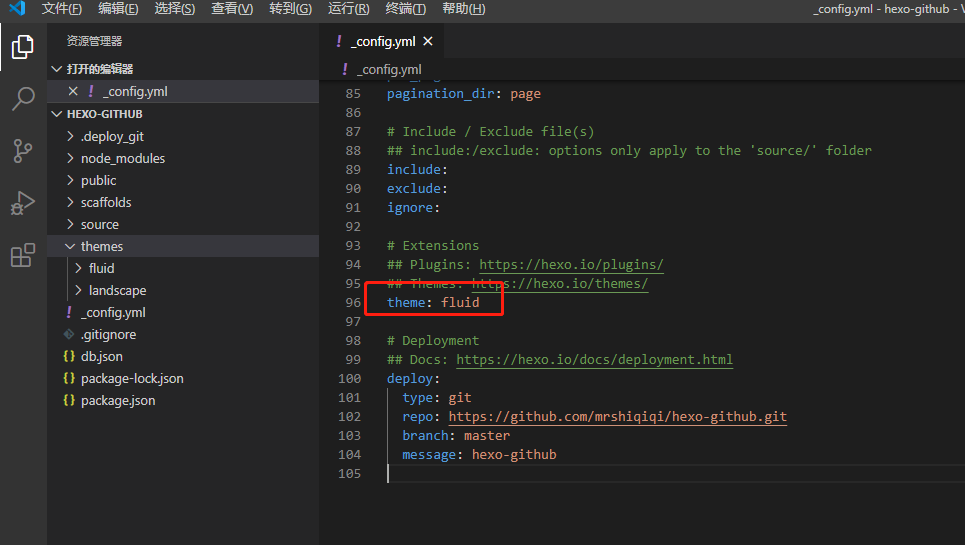 文件(F) 编辑(E) 选择(S) 查看(V) 转到(G) 运行(R) 终端(T) 帮助(H) _config.yml - hexo-github - V
资源管理器
打开的编辑器
_config.yml
HEXO-GITHUB
.deploy_git
node_modules
public
scaffolds
source
themes
fluid
landscape
_config.yml
.gitignore
db.json
package-lock.json
package.json
_config.yml
_config.yml
85 pagination_dir: page
86
87 # Include / Exclude file(s)
88 ## include:/exclude: options only apply to the 'source/' folder
89 include:
90 exclude:
91 ignore:
92
93 # Extensions
94 ## Plugins: https://hexo.io/plugins/
95 ## Themes: https://hexo.io/themes/
96 theme: fluid
97
98 # Deployment
99 ## Docs: https://hexo.io/docs/deployment.html
100 deploy:
101 type: git
102 repo: https://github.com/mrshiqiqi/hexo-github.git
103 branch: master
104 message: hexo-github
105